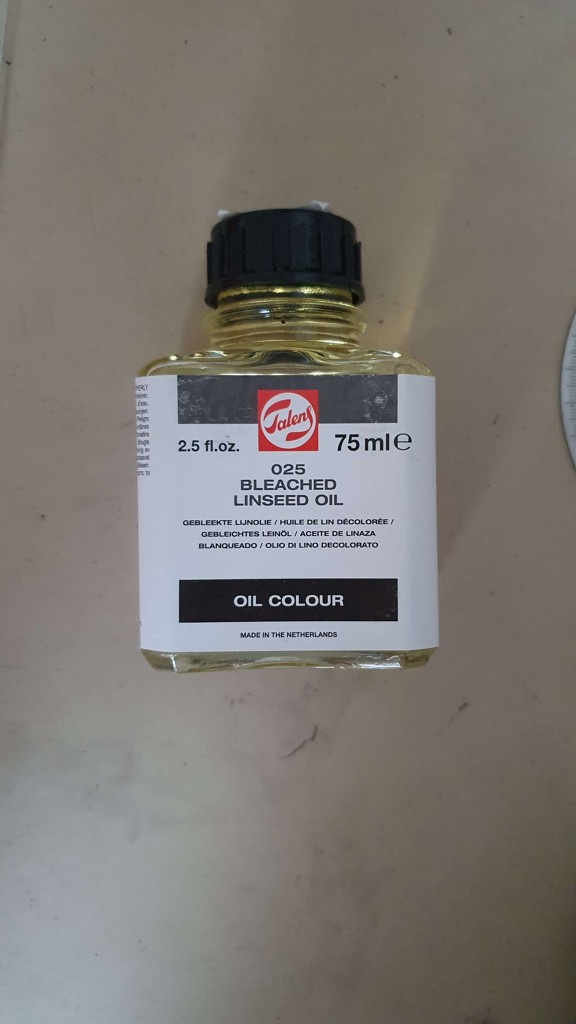 Talens
2.5 fl.oz. 75 ml e
025
BLEACHED
LINSEED OIL
GEBLEEKTE LIJNOLIE / HUILE DE LIN DÉCOLORÉE /
GEBLEICHTES LEINÖL / ACEITE DE LINAZA
BLANQUEADO / OLIO DI LINO DECOLORATO
OIL COLOUR
MADE IN THE NETHERLANDS